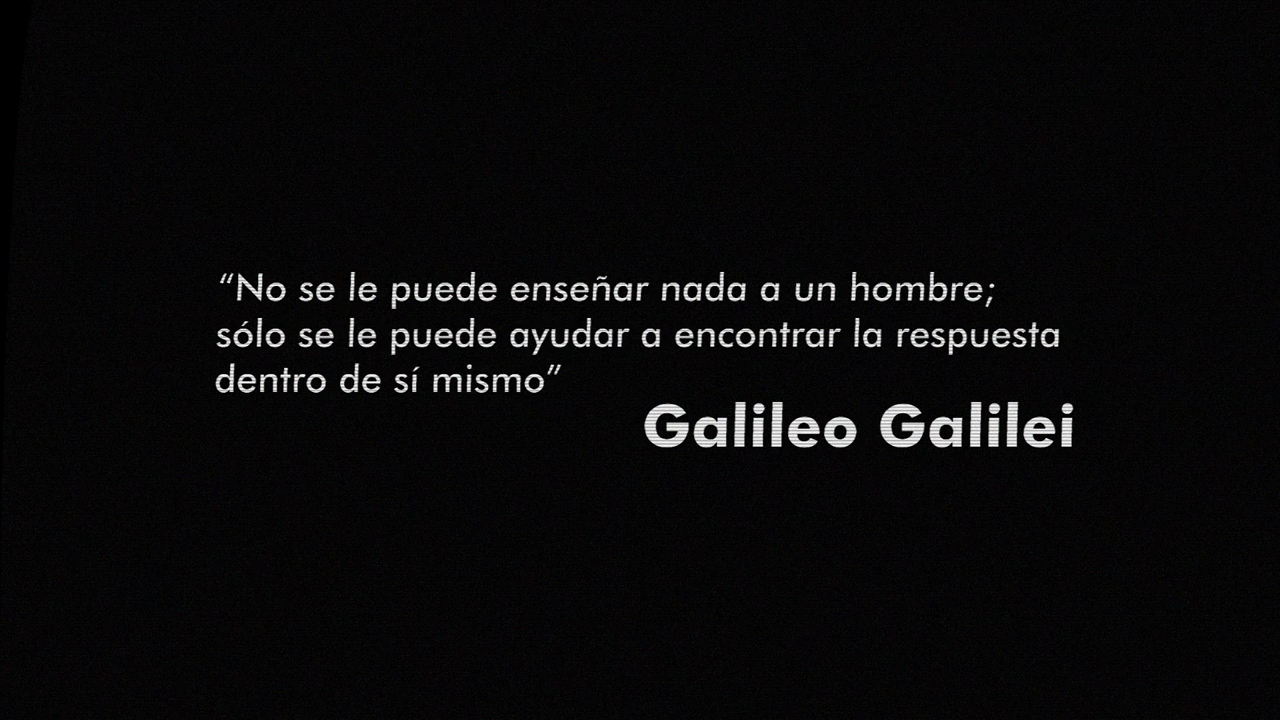 “No se le puede enseñar nada a un hombre;
sólo se le puede ayudar a encontrar la respuesta
dentro de sí mismo”
Galileo Galilei